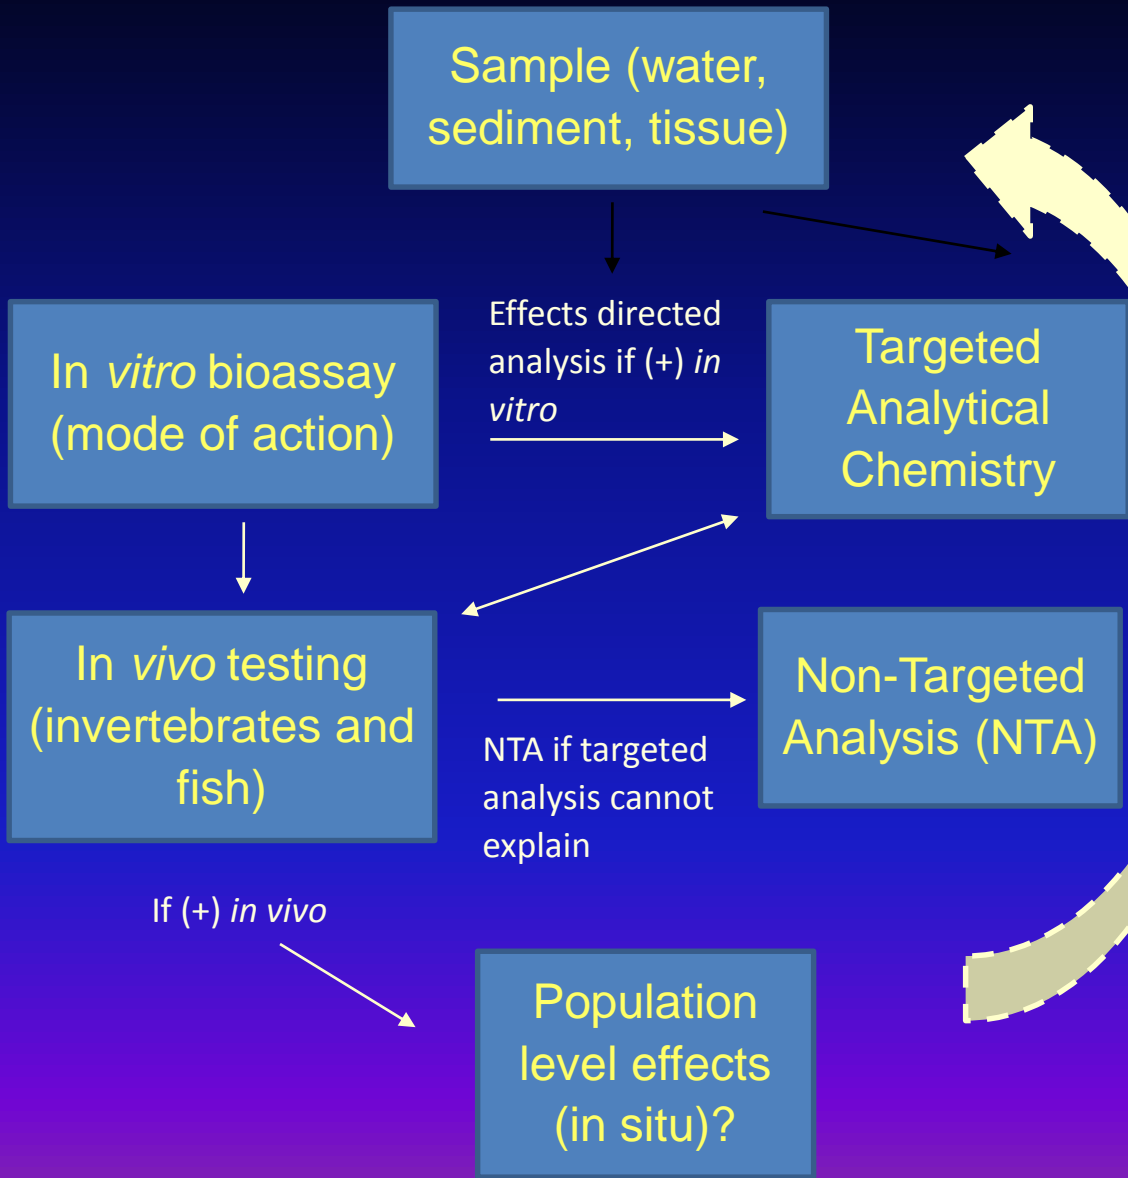 Sample (water,
sediment, tissue)
In vitro bioassay
(mode of action)
Effects directed
analysis if (+) in
vitro
Targeted
Analytical
Chemistry
In vivo testing
(invertebrates and
fish)
NTA if targeted
analysis cannot
explain
Non-Targeted
Analysis (NTA)
If (+) in vivo
Population
level effects
(in situ)?